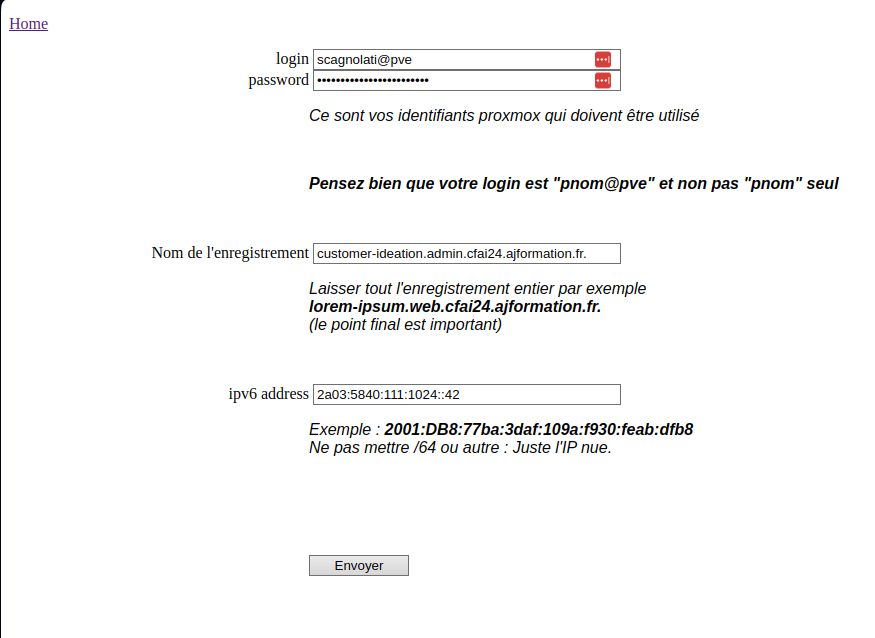 Home
login scagnolati@pve
password •••••••••••••••••••••••
Ce sont vos identifiants proxmox qui doivent être utilisé
Pensez bien que votre login est "pnom@pve" et non pas "pnom" seul
Nom de l'enregistrement customer-ideation.admin.cfai24.ajformation.fr.
Laisser tout l'enregistrement entier par exemple
lorem-ipsum.web.cfai24.ajformation.fr.
(le point final est important)
ipv6 address 2a03:5840:111:1024::42
Exemple : 2001:DB8:77ba:3daf:109a:f930:feab:dfb8
Ne pas mettre /64 ou autre : Juste l'IP nue.
Envoyer